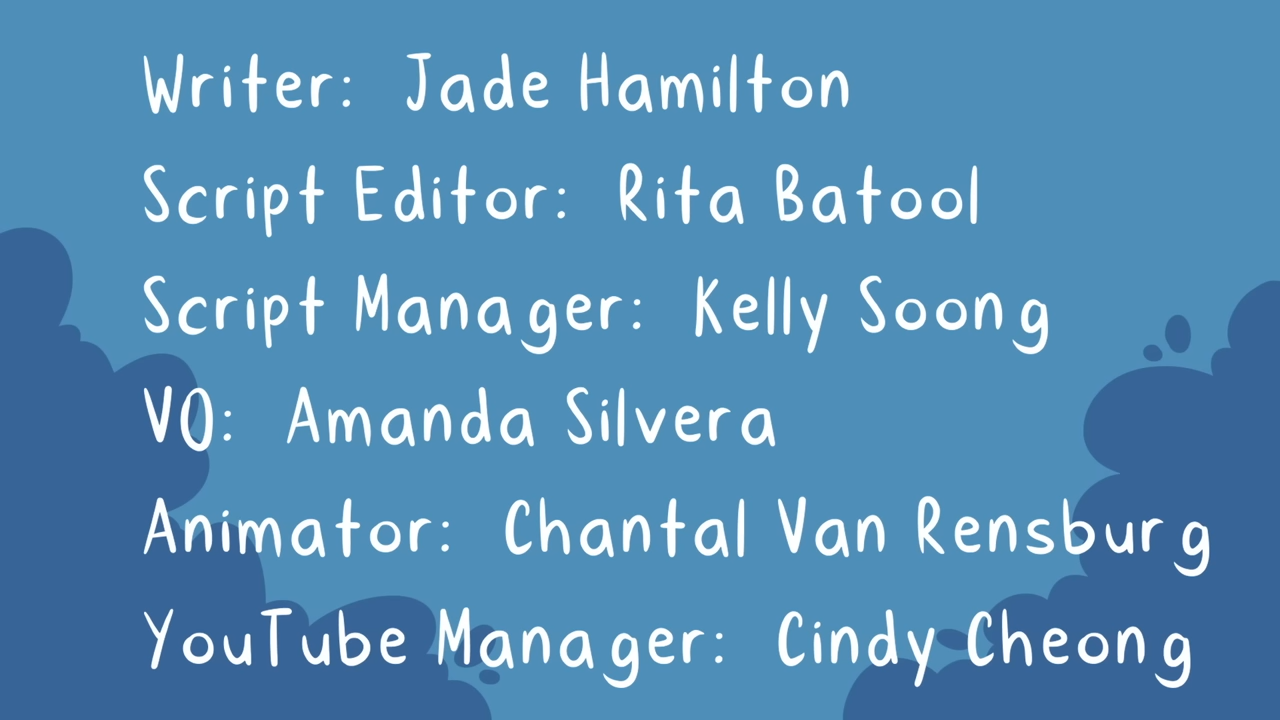 Writer: Jade Hamilton
Script Editor: Rita Batool
Script Manager: Kelly Soong
VO: Amanda Silvera
Animator: Chantal Van Rensburg
YouTube Manager: Cindy Cheong